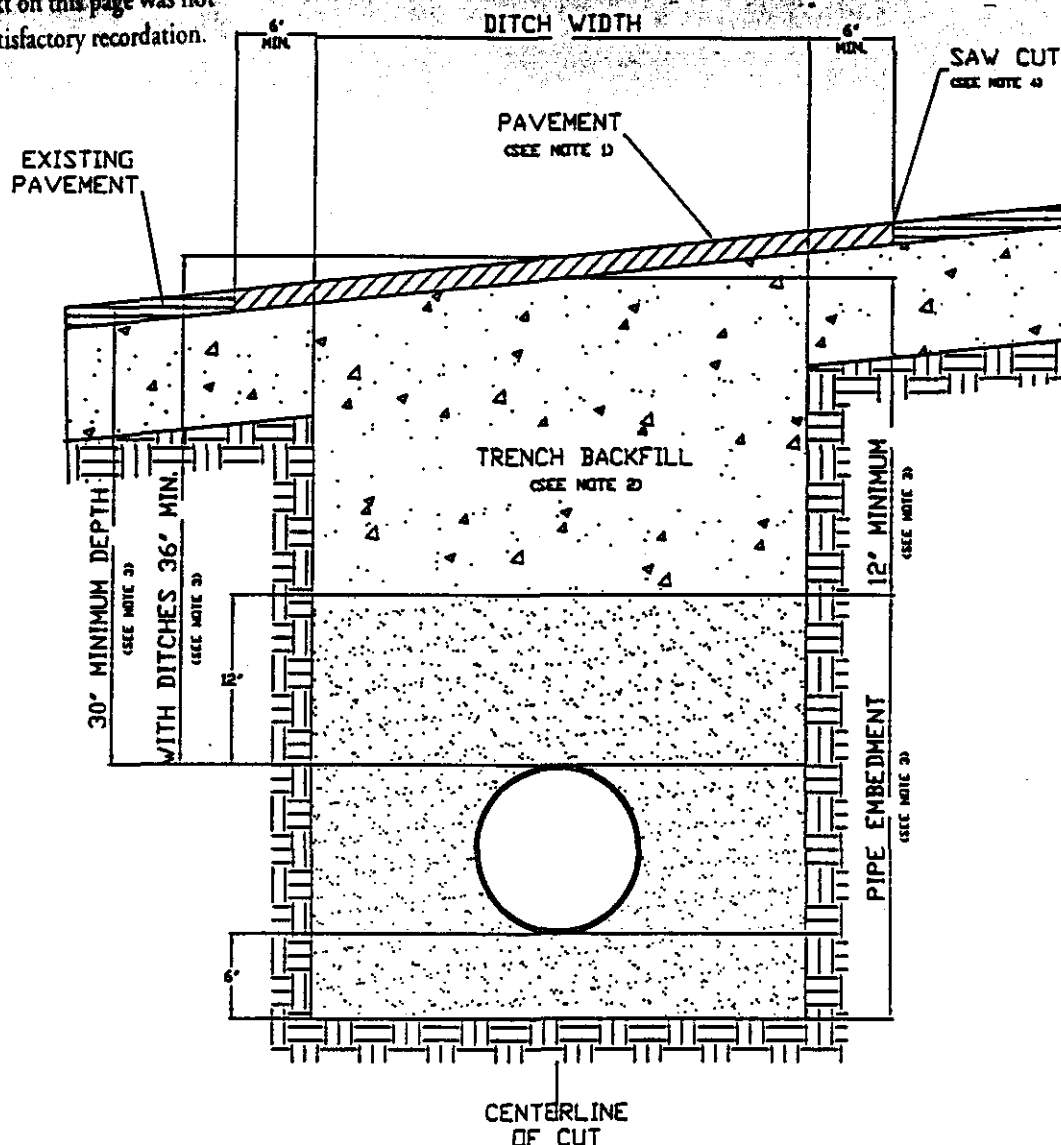 on this page was not
tisfactory recordation.
6" MIN.
DITCH WIDTH
6" MIN.
SAW CUT
(SEE NOTE 4)
PAVEMENT
(SEE NOTE 1)
EXISTING
PAVEMENT
TRENCH BACKFILL
(SEE NOTE 2)
30" MINIMUM DEPTH
(SEE NOTE 3)
WITH DITCHES 36" MIN.
(SEE NOTE 3)
12" MINIMUM
(SEE NOTE 3)
12"
PIPE EMBEDMENT
(SEE NOTE 3)
6"
CENTERLINE
OF CUT